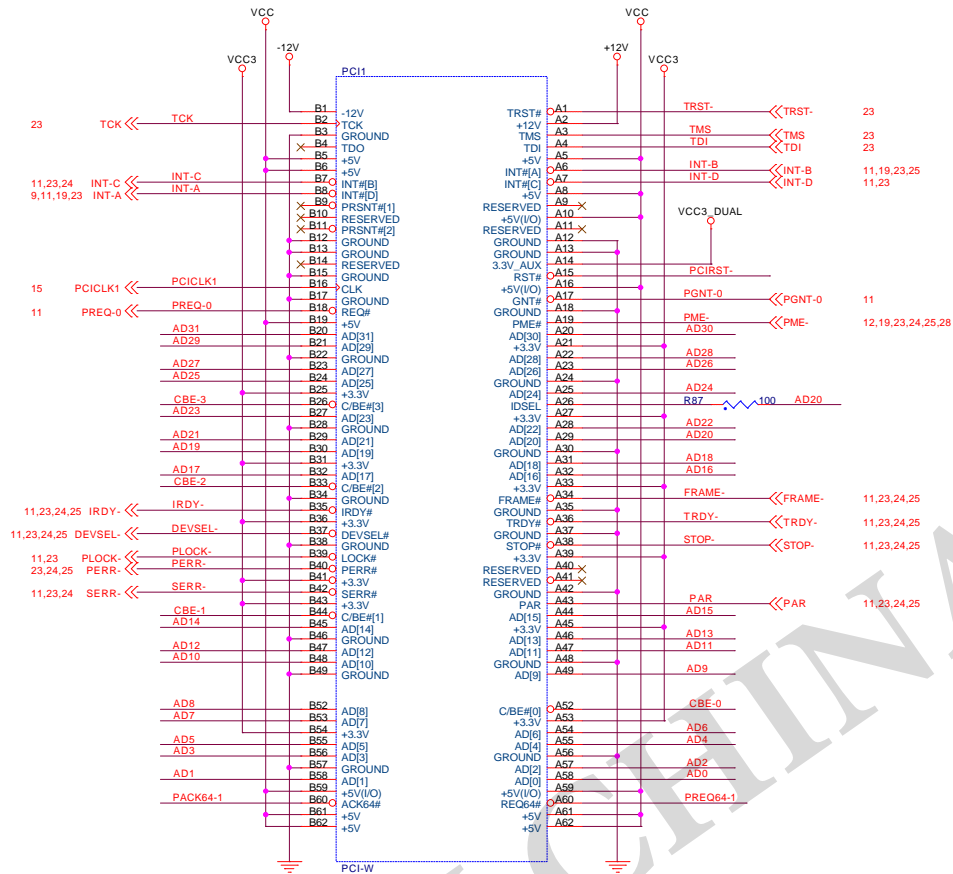 VCC VCC
-12V +12V
VCC3 VCC3
PCI1
B1 -12V TRST# A1 TRST- TRST- 23
B2 TCK +12V A2
23 TCK TCK
B3 GROUND TMS A3 TMS TMS 23
B4 TDO TDI A4 TDI TDI 23
B5 +5V +5V A5
B6 +5V INT#[A] A6 INT-B INT-B 11,19,23,25
11,23,24 INT-C INT-C B7 INT#[B] INT#[C] A7 INT-D INT-D 11,23
9,11,19,23 INT-A INT-A B8 INT#[D] +5V A8
B9 PRSNT#[1] RESERVED A9
B10 RESERVED +5V(I/O) A10
B11 PRSNT#[2] RESERVED A11
VCC3_DUAL
B12 GROUND GROUND A12
B13 GROUND GROUND A13
B14 RESERVED 3.3V_AUX A14
B15 GROUND RST# A15 PCIRST-
15 PCICLK1 PCICLK1 B16 CLK +5V(I/O) A16
B17 GROUND GNT# A17 PGNT-0 PGNT-0 11
11 PREQ-0 PREQ-0 B18 REQ# GROUND A18
B19 +5V PME# A19 PME- PME- 12,19,23,24,25,28
AD31 B20 AD[31] AD[30] A20 AD30
AD29 B21 AD[29] +3.3V A21
B22 GROUND AD[28] A22 AD28
AD27 B23 AD[27] AD[26] A23 AD26
AD25 B24 AD[25] GROUND A24
B25 +3.3V AD[24] A25 AD24
CBE-3 B26 C/BE#[3] IDSEL A26 R87 100 AD20
AD23 B27 AD[23] +3.3V A27
B28 GROUND AD[22] A28 AD22
AD21 B29 AD[21] AD[20] A29 AD20
AD19 B30 AD[19] GROUND A30
B31 +3.3V AD[18] A31 AD18
AD17 B32 AD[17] AD[16] A32 AD16
CBE-2 B33 C/BE#[2] +3.3V A33
B34 GROUND FRAME# A34 FRAME- FRAME- 11,23,24,25
11,23,24,25 IRDY- IRDY- B35 IRDY# GROUND A35
B36 +3.3V TRDY# A36 TRDY- TRDY- 11,23,24,25
11,23,24,25 DEVSEL- DEVSEL- B37 DEVSEL# GROUND A37
B38 GROUND STOP# A38 STOP- STOP- 11,23,24,25
11,23 PLOCK- PLOCK- B39 LOCK# +3.3V A39
23,24,25 PERR- PERR- B40 PERR# RESERVED A40
B41 +3.3V RESERVED A41
11,23,24 SERR- SERR- B42 SERR# GROUND A42
B43 +3.3V PAR A43 PAR PAR 11,23,24,25
CBE-1 B44 C/BE#[1] AD[15] A44 AD15
AD14 B45 AD[14] +3.3V A45
B46 GROUND AD[13] A46 AD13
AD12 B47 AD[12] AD[11] A47 AD11
AD10 B48 AD[10] GROUND A48
B49 GROUND AD[9] A49 AD9
AD8 B52 AD[8] C/BE#[0] A52 CBE-0
AD7 B53 AD[7] +3.3V A53
B54 +3.3V AD[6] A54 AD6
AD5 B55 AD[5] AD[4] A55 AD4
AD3 B56 AD[3] GROUND A56
B57 GROUND AD[2] A57 AD2
AD1 B58 AD[1] AD[0] A58 AD0
B59 +5V(I/O) +5V(I/O) A59
PACK64-1 B60 ACK64# REQ64# A60 PREQ64-1
B61 +5V +5V A61
B62 +5V +5V A62
PCI-W
CHINA